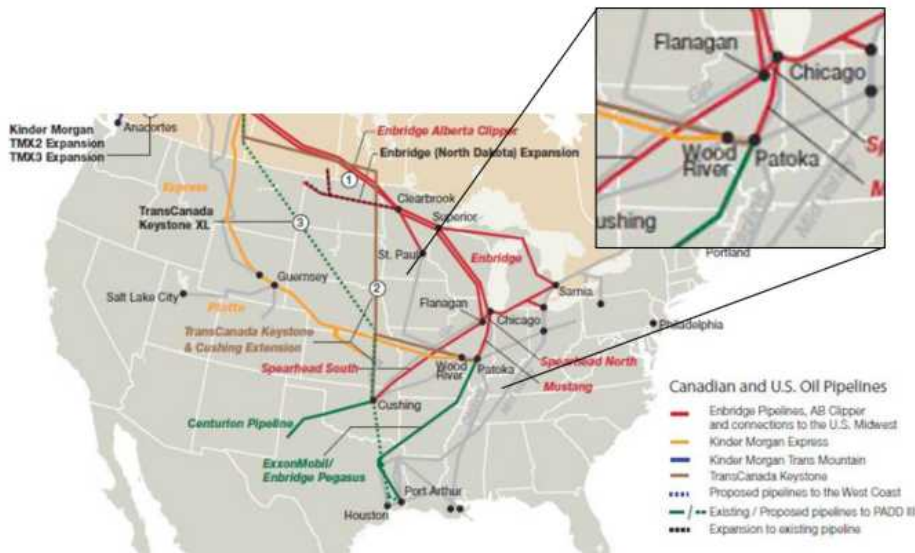 Flanagan
Chicago
Wood
River
Patoka
Cushing
Kinder Morgan
TMX2 Expansion
TMX3 Expansion
Anacortes
Enbridge Alberta Clipper
Enbridge (North Dakota) Expansion
1
Express
TransCanada
Keystone XL
3
Clearbrook
Superior
St. Paul
Enbridge
Portland
Guernsey
Salt Lake City
Platte
2
Flanagan
Sarnia
Chicago
Philadelphia
TransCanada Keystone
& Cushing Extension
Spearhead South
Wood
River
Patoka
Spearhead North
Mustang
Cushing
Centurion Pipeline
ExxonMobil/
Enbridge Pegasus
Port Arthur
Houston
Canadian and U.S. Oil Pipelines
Enbridge Pipelines, AB Clipper
and connections to the U.S. Midwest
Kinder Morgan Express
Kinder Morgan Trans Mountain
TransCanada Keystone
Proposed pipelines to the West Coast
Existing / Proposed pipelines to PADD III
Expansion to existing pipeline